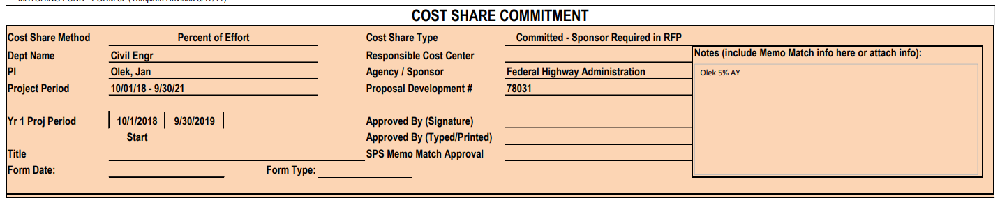 COST SHARE COMMITMENT
Cost Share Method Percent of Effort Cost Share Type Committed - Sponsor Required in RFP
Dept Name Civil Engr Responsible Cost Center Notes (include Memo Match info here or attach info):
PI Olek, Jan Agency / Sponsor Federal Highway Administration Olek 5% AY
Project Period 10/01/18 - 9/30/21 Proposal Development # 78031
Yr 1 Proj Period 10/1/2018 9/30/2019 Approved By (Signature)
Start Approved By (Typed/Printed)
Title SPS Memo Match Approval
Form Date: Form Type: